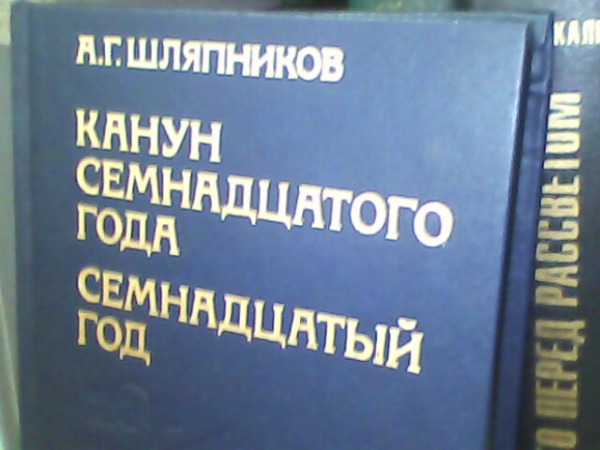 А.Г. ШЛЯПНИКОВ
КАНУН
СЕМНАДЦАТОГО
ГОДА
СЕМНАДЦАТЫЙ
ГОД
ПЕРЕД РАССВЕТОМ